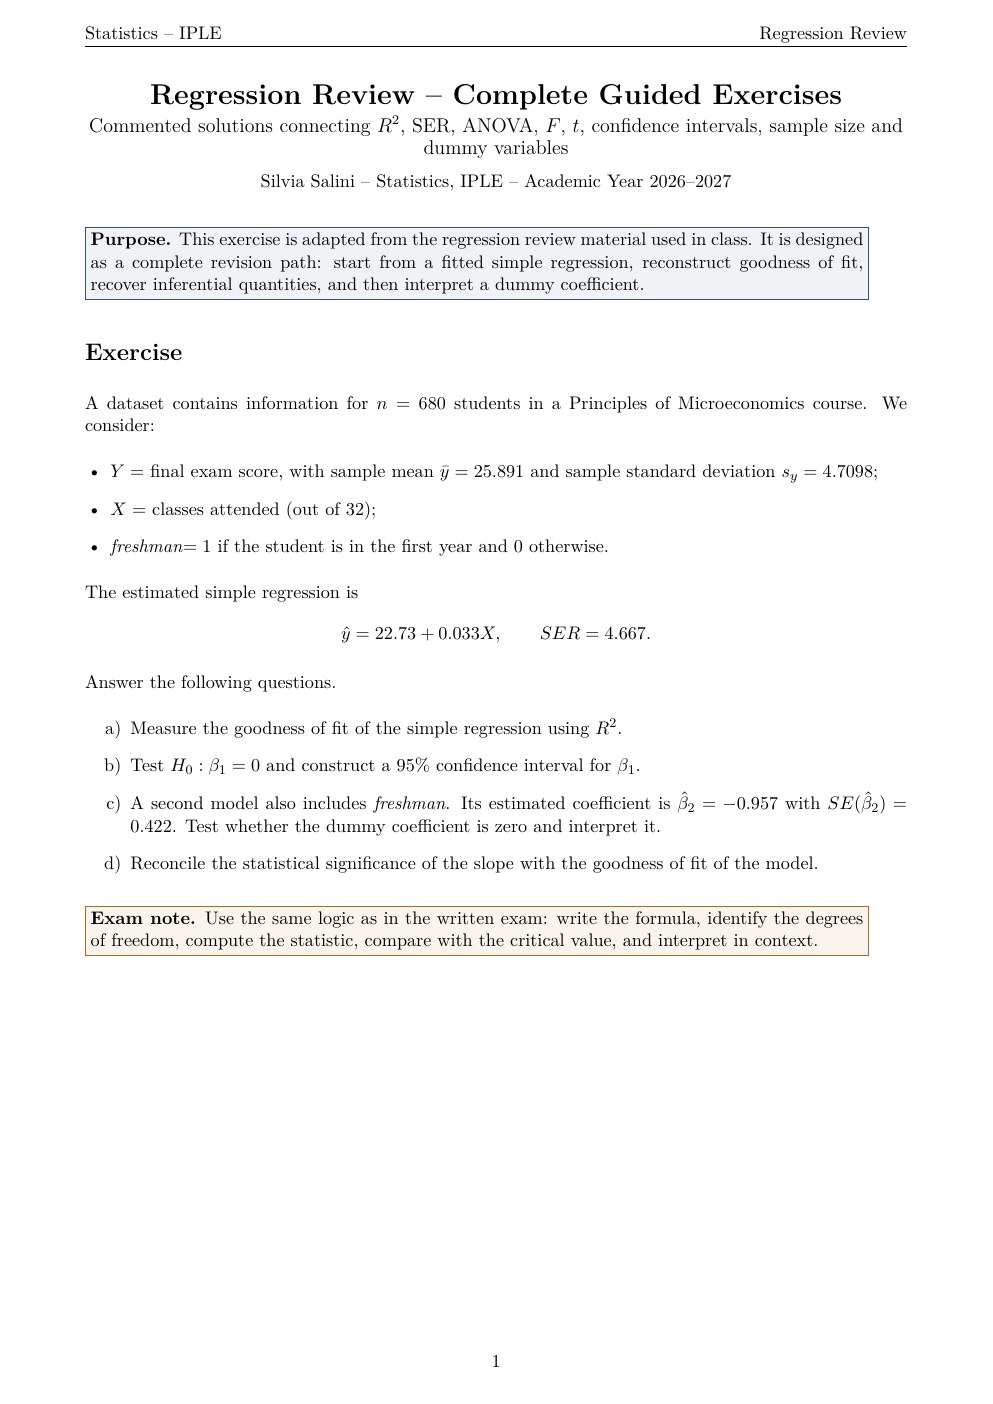 Statistics – IPLE Regression Review
Regression Review – Complete Guided Exercises
Commented solutions connecting R², SER, ANOVA, F, t, confidence intervals, sample size and
dummy variables
Silvia Salini – Statistics, IPLE – Academic Year 2026–2027
Purpose. This exercise is adapted from the regression review material used in class. It is designed
as a complete revision path: start from a fitted simple regression, reconstruct goodness of fit,
recover inferential quantities, and then interpret a dummy coefficient.
Exercise
A dataset contains information for n = 680 students in a Principles of Microeconomics course. We
consider:
• Y = final exam score, with sample mean ȳ = 25.891 and sample standard deviation s_y = 4.7098;
• X = classes attended (out of 32);
• freshman= 1 if the student is in the first year and 0 otherwise.
The estimated simple regression is
ŷ = 22.73 + 0.033X, SER = 4.667.
Answer the following questions.
a) Measure the goodness of fit of the simple regression using R².
b) Test H₀ : β₁ = 0 and construct a 95% confidence interval for β₁.
c) A second model also includes freshman. Its estimated coefficient is β̂₂ = −0.957 with SE(β̂₂) =
0.422. Test whether the dummy coefficient is zero and interpret it.
d) Reconcile the statistical significance of the slope with the goodness of fit of the model.
Exam note. Use the same logic as in the written exam: write the formula, identify the degrees
of freedom, compute the statistic, compare with the critical value, and interpret in context.
1